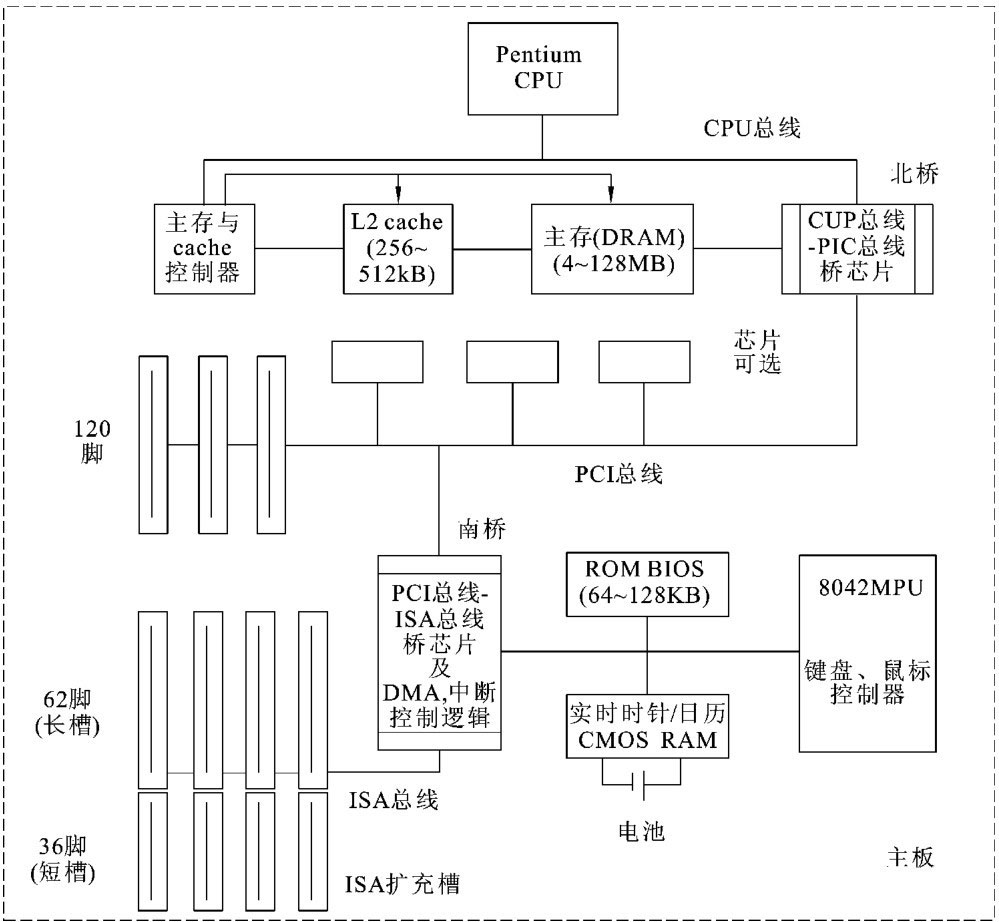 Pentium
CPU
CPU总线
北桥
主存与
cache
控制器
L2 cache
(256~
512kB)
主存(DRAM)
(4~128MB)
CUP总线
-PIC总线
桥芯片
芯片
可选
120
脚
PCI总线
南桥
PCI总线-
ISA总线
桥芯片
及
DMA,中断
控制逻辑
ROM BIOS
(64~128KB)
8042MPU
键盘、鼠标
控制器
62脚
(长槽)
实时时钟/日历
CMOS RAM
ISA总线
电池
36脚
(短槽)
ISA扩充槽
主板